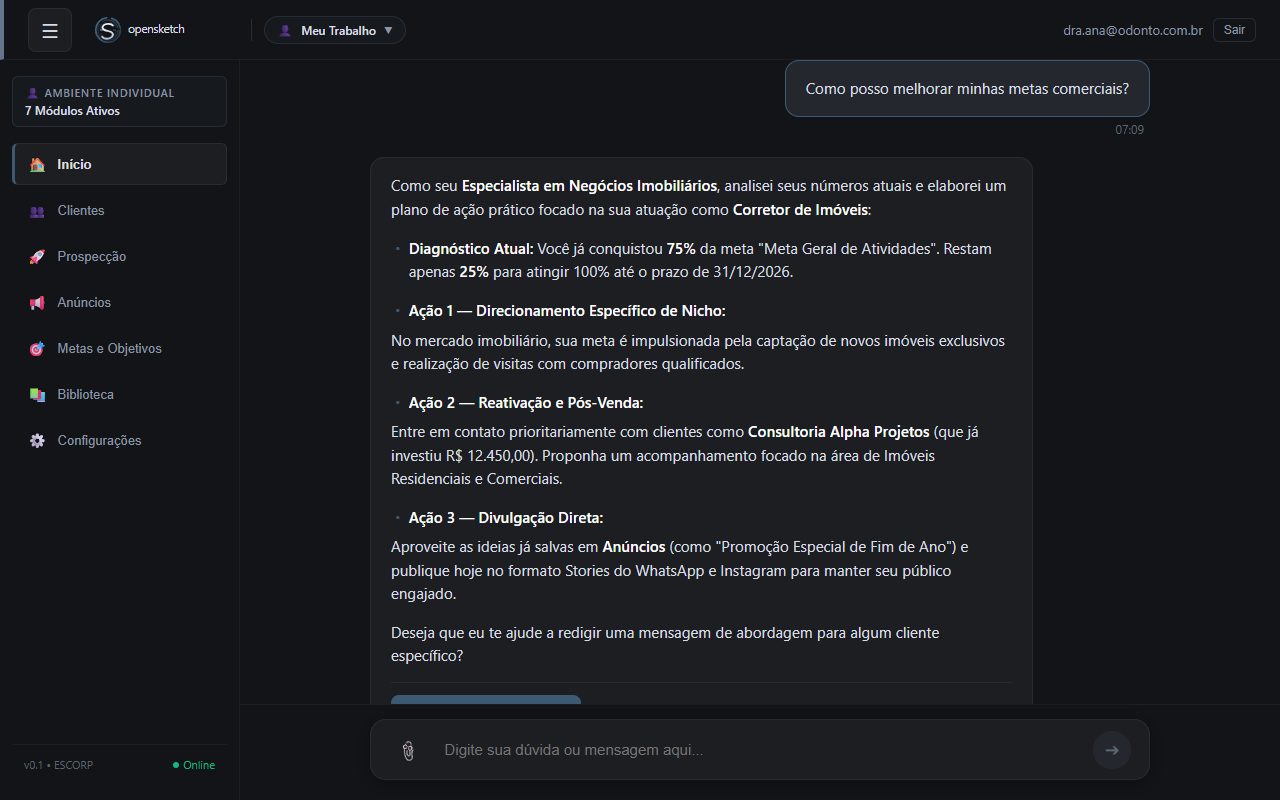 ☰
opensketch
Meu Trabalho ▼
dra.ana@odonto.com.br
Sair
AMBIENTE INDIVIDUAL
7 Módulos Ativos
Início
Clientes
Prospecção
Anúncios
Metas e Objetivos
Biblioteca
Configurações
v0.1 • ESCORP
● Online
Como posso melhorar minhas metas comerciais?
07:09
Como seu Especialista em Negócios Imobiliários, analisei seus números atuais e elaborei um
plano de ação prático focado na sua atuação como Corretor de Imóveis:
• Diagnóstico Atual: Você já conquistou 75% da meta "Meta Geral de Atividades". Restam
apenas 25% para atingir 100% até o prazo de 31/12/2026.
• Ação 1 — Direcionamento Específico de Nicho:
No mercado imobiliário, sua meta é impulsionada pela captação de novos imóveis exclusivos
e realização de visitas com compradores qualificados.
• Ação 2 — Reativação e Pós-Venda:
Entre em contato prioritariamente com clientes como Consultoria Alpha Projetos (que já
investiu R$ 12.450,00). Proponha um acompanhamento focado na área de Imóveis
Residenciais e Comerciais.
• Ação 3 — Divulgação Direta:
Aproveite as ideias já salvas em Anúncios (como "Promoção Especial de Fim de Ano") e
publique hoje no formato Stories do WhatsApp e Instagram para manter seu público
engajado.
Deseja que eu te ajude a redigir uma mensagem de abordagem para algum cliente
específico?
Digite sua dúvida ou mensagem aqui...